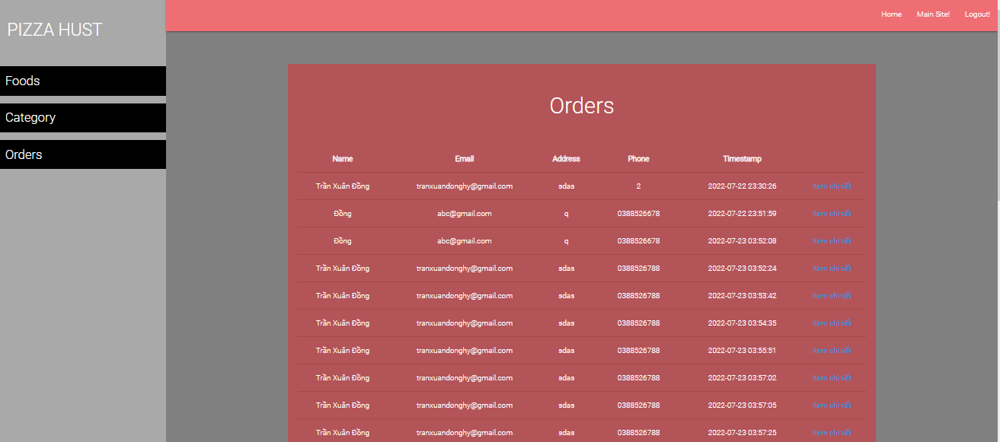 Home Main Site! Logout!
PIZZA HUST
Foods
Category
Orders
Orders
Name Email Address Phone Timestamp
Trần Xuân Đồng tranxuandonghy@gmail.com sdas 2 2022-07-22 23:30:26 Xem chi tiết
Đồng abc@gmail.com q 0388526678 2022-07-22 23:51:59 Xem chi tiết
Đồng abc@gmail.com q 0388526678 2022-07-23 03:52:08 Xem chi tiết
Trần Xuân Đồng tranxuandonghy@gmail.com sdas 0388526788 2022-07-23 03:52:24 Xem chi tiết
Trần Xuân Đồng tranxuandonghy@gmail.com sdas 0388526788 2022-07-23 03:53:42 Xem chi tiết
Trần Xuân Đồng tranxuandonghy@gmail.com sdas 0388526788 2022-07-23 03:54:35 Xem chi tiết
Trần Xuân Đồng tranxuandonghy@gmail.com sdas 0388526788 2022-07-23 03:55:51 Xem chi tiết
Trần Xuân Đồng tranxuandonghy@gmail.com sdas 0388526788 2022-07-23 03:57:02 Xem chi tiết
Trần Xuân Đồng tranxuandonghy@gmail.com sdas 0388526788 2022-07-23 03:57:05 Xem chi tiết
Trần Xuân Đồng tranxuandonghy@gmail.com sdas 0388526788 2022-07-23 03:57:25 Xem chi tiết